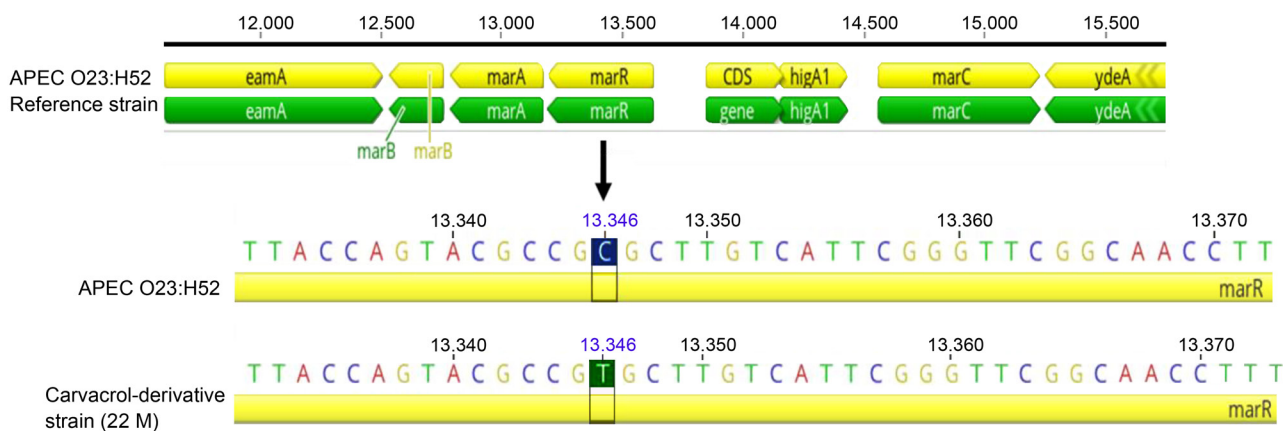 12.000 12.500 13.000 13.500 14.000 14.500 15.000 15.500
APEC O23:H52 eamA marA marR CDS higA1 marC ydeA
Reference strain eamA marA marR gene higA1 marC ydeA
marB marB
13.340 13.346 13.350 13.360 13.370
T T A C C A G T A C G C C G C G C T T G T C A T T C G G G T T C G G C A A C C T T
APEC O23:H52 marR
13.340 13.346 13.350 13.360 13.370
T T A C C A G T A C G C C G T G C T T G T C A T T C G G G T T C G G C A A C C T T T
Carvacrol-derivative
strain (22 M) marR